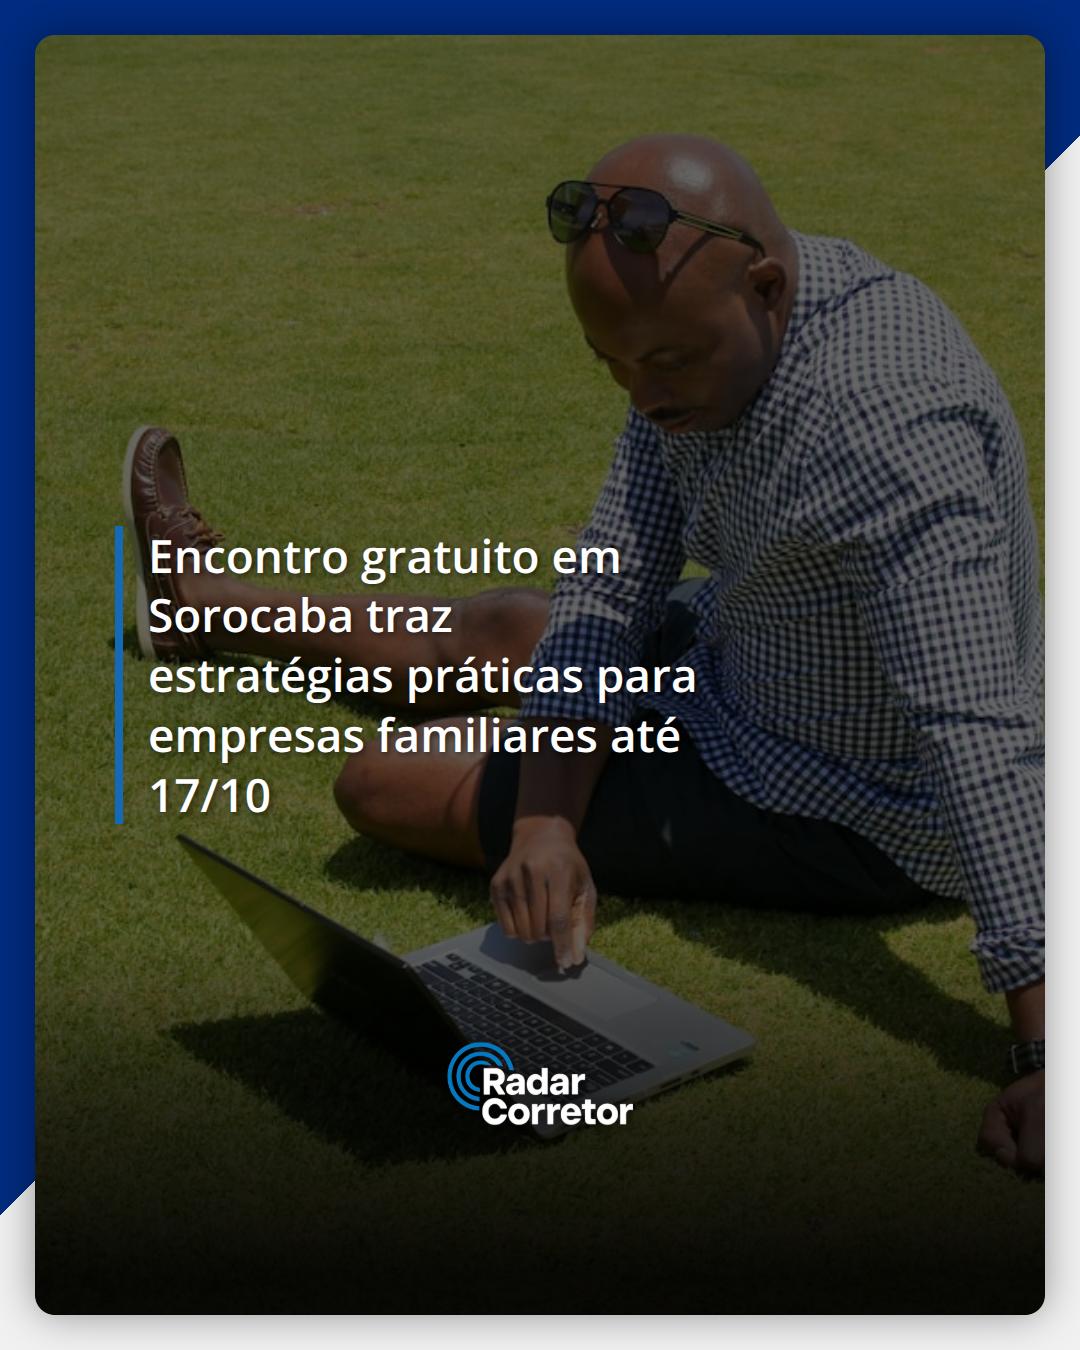 Encontro gratuito em
Sorocaba traz
estratégias práticas para
empresas familiares até
17/10
Radar
Corretor